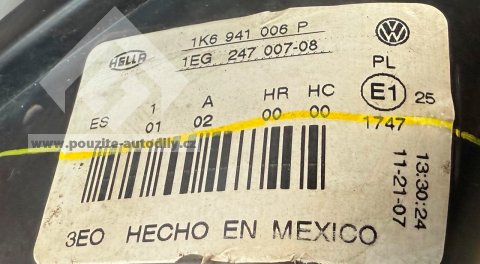 HELLA
1K6 941 006 P
1EG 247 007-08
PL
ES 1 A HR HC
01 02 00 00
E1 25
1747
www.pouzite-autodily.cz
13:30:24
11-21-07
3EO HECHO EN MEXICO